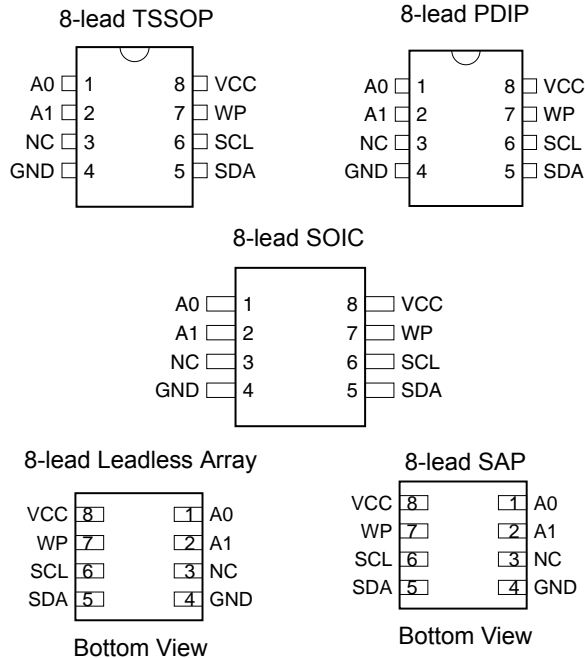 8-lead TSSOP
A0 1 8 VCC
A1 2 7 WP
NC 3 6 SCL
GND 4 5 SDA
8-lead PDIP
A0 1 8 VCC
A1 2 7 WP
NC 3 6 SCL
GND 4 5 SDA
8-lead SOIC
A0 1 8 VCC
A1 2 7 WP
NC 3 6 SCL
GND 4 5 SDA
8-lead Leadless Array
VCC 8 1 A0
WP 7 2 A1
SCL 6 3 NC
SDA 5 4 GND
Bottom View
8-lead SAP
VCC 8 1 A0
WP 7 2 A1
SCL 6 3 NC
SDA 5 4 GND
Bottom View